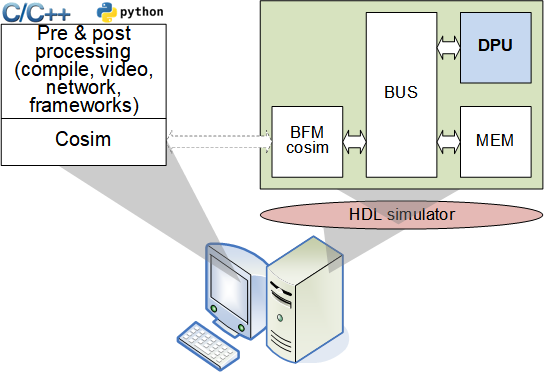 C/C++ python
Pre & post
processing
(compile, video,
network,
frameworks)
Cosim
BFM
cosim
BUS
DPU
MEM
HDL simulator